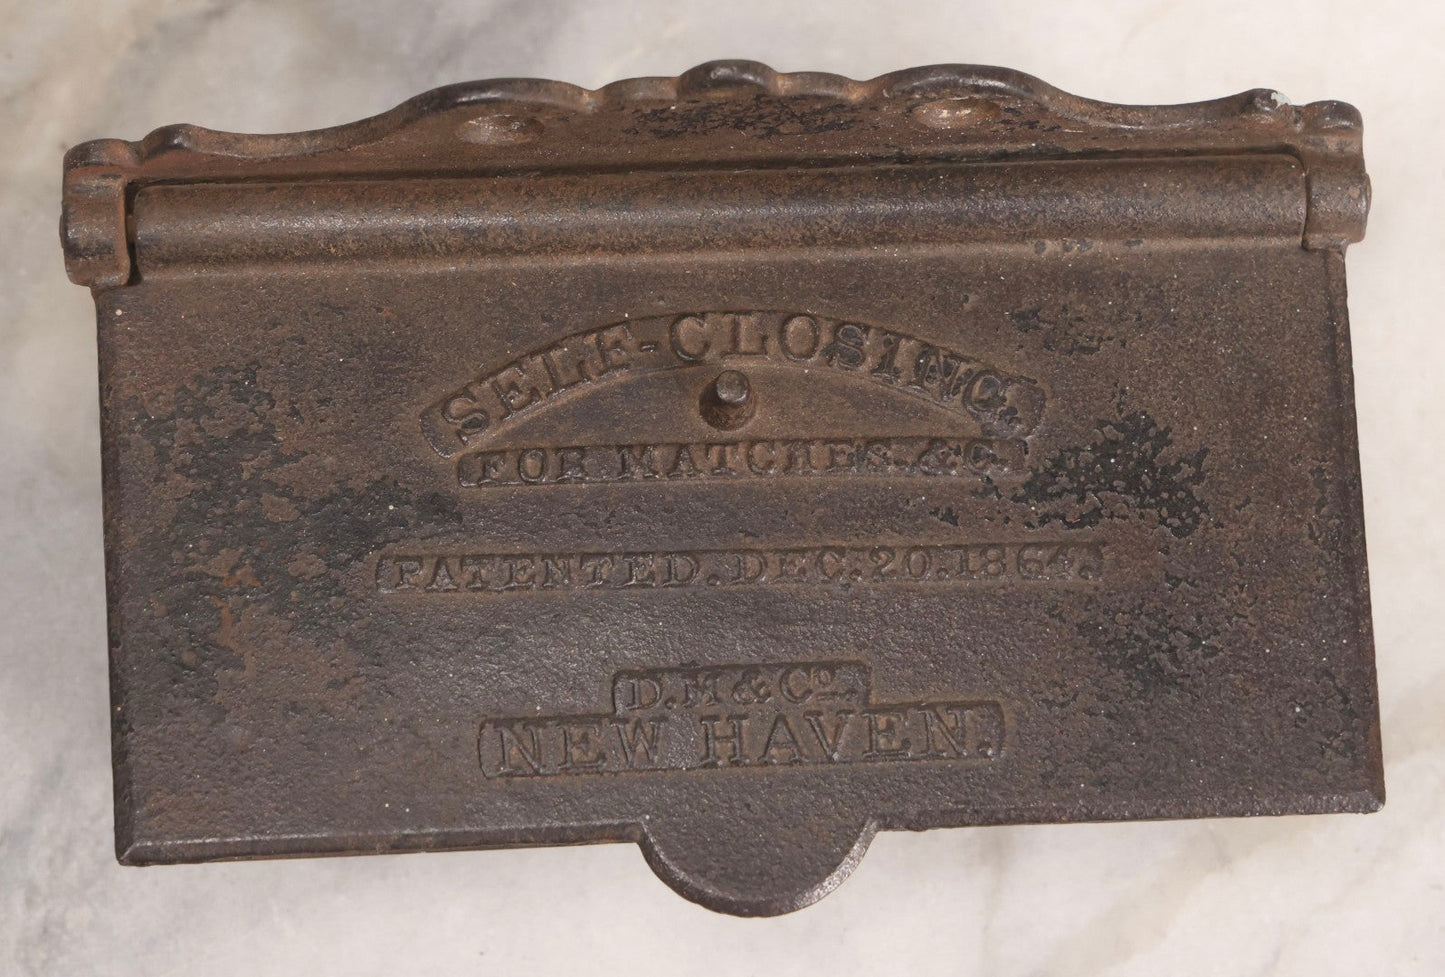 SELF-CLOSING.
FOR MATCHES.&C.
PATENTED.DEC.20.1864.
D.M&Co.
NEW HAVEN.